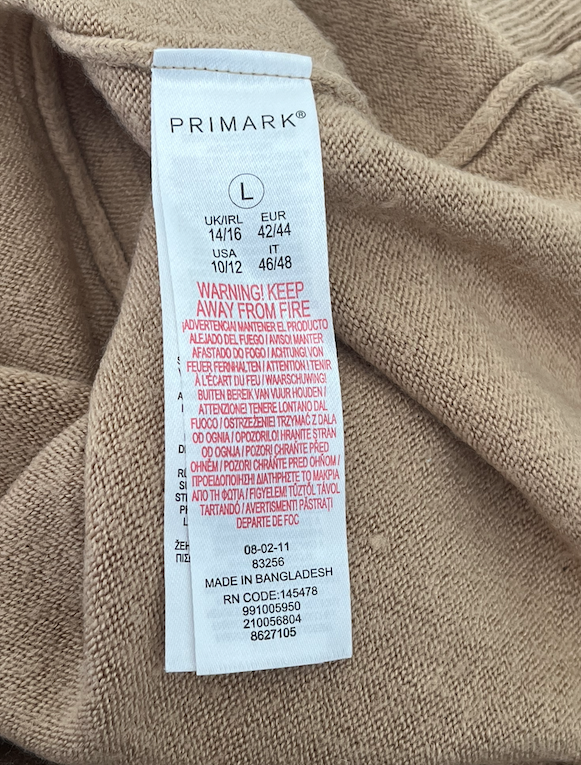 PRIMARK®
L
UK/IRL EUR
14/16 42/44
USA IT
10/12 46/48
WARNING! KEEP
AWAY FROM FIRE
¡ADVERTENCIA! MANTENER EL PRODUCTO
ALEJADO DEL FUEGO / AVISO! MANTER
AFASTADO DO FOGO / ACHTUNG! VON
FEUER FERNHALTEN / ATTENTION ! TENIR
À L'ÉCART DU FEU / WAARSCHUWING!
BUITEN BEREIK VAN VUUR HOUDEN /
ATTENZIONE! TENERE LONTANO DAL
FUOCO / OSTRZEŻENIE! TRZYMAĆ Z DALA
OD OGNIA / OPOZORILO! HRANITE STRAN
OD OGNJA / POZOR! CHRAŇTE PŘED
OHNĚM / POZOR! CHRÁŇTE PRED OHŇOM /
ΠΡΟΕΙΔΟΠΟΙΗΣΗ! ΔΙΑΤΗΡΗΣΤΕ ΤΟ ΜΑΚΡΙΑ
ΑΠΟ ΤΗ ΦΩΤΙΑ / FIGYELEM! TŰZTŐL TÁVOL
TARTANDÓ / AVERTISMENT! PĂSTRAȚI
DEPARTE DE FOC
08-02-11
83256
MADE IN BANGLADESH
RN CODE:145478
991005950
210056804
8627105